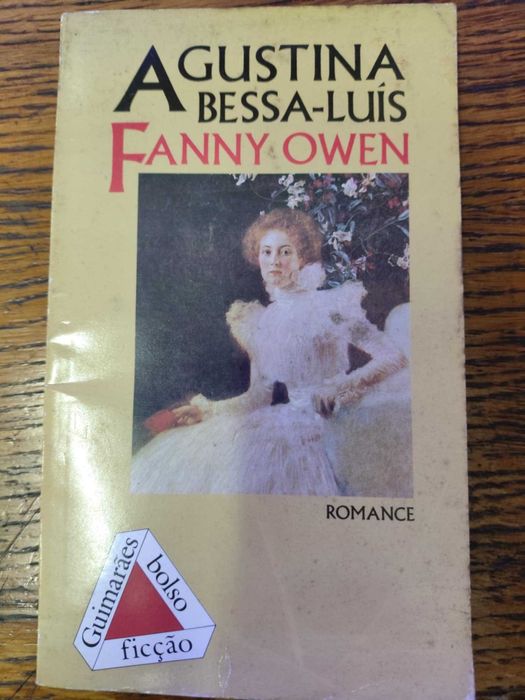 AGUSTINA
BESSA-LUÍS
FANNY OWEN
ROMANCE
Guimarães
bolso
ficção